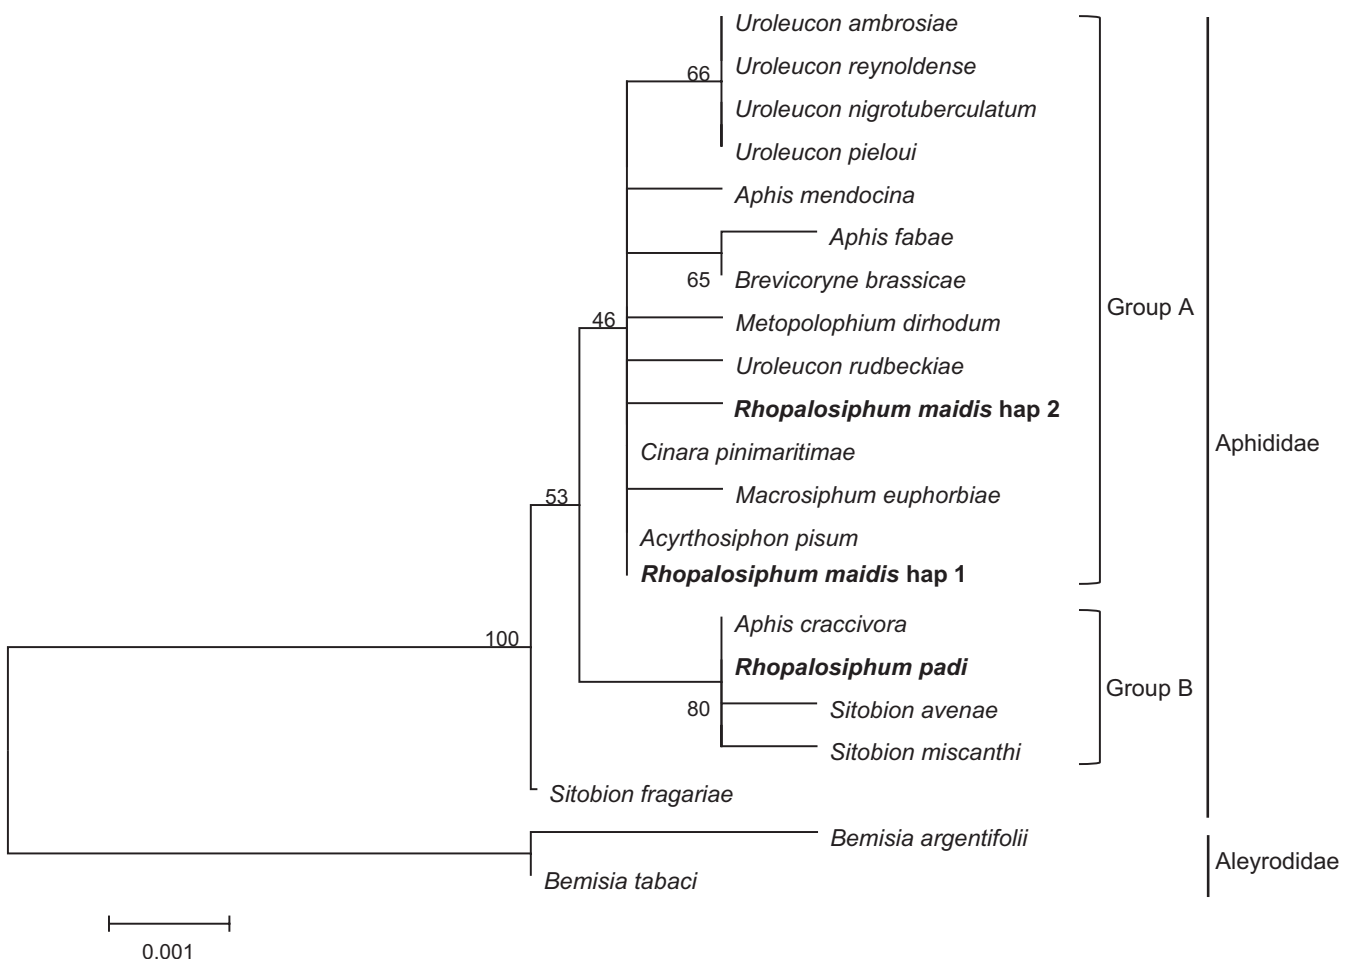 Uroleucon ambrosiae
66
Uroleucon reynoldense
Uroleucon nigrotuberculatum
Uroleucon pieloui
Aphis mendocina
Aphis fabae
65
Brevicoryne brassicae
Group A
46
Metopolophium dirhodum
Uroleucon rudbeckiae
Rhopalosiphum maidis hap 2
Aphididae
Cinara pinimaritimae
53
Macrosiphum euphorbiae
Acyrthosiphon pisum
Rhopalosiphum maidis hap 1
Aphis craccivora
100
Rhopalosiphum padi
Group B
80
Sitobion avenae
Sitobion miscanthi
Sitobion fragariae
Bemisia argentifolii
Aleyrodidae
Bemisia tabaci
0.001